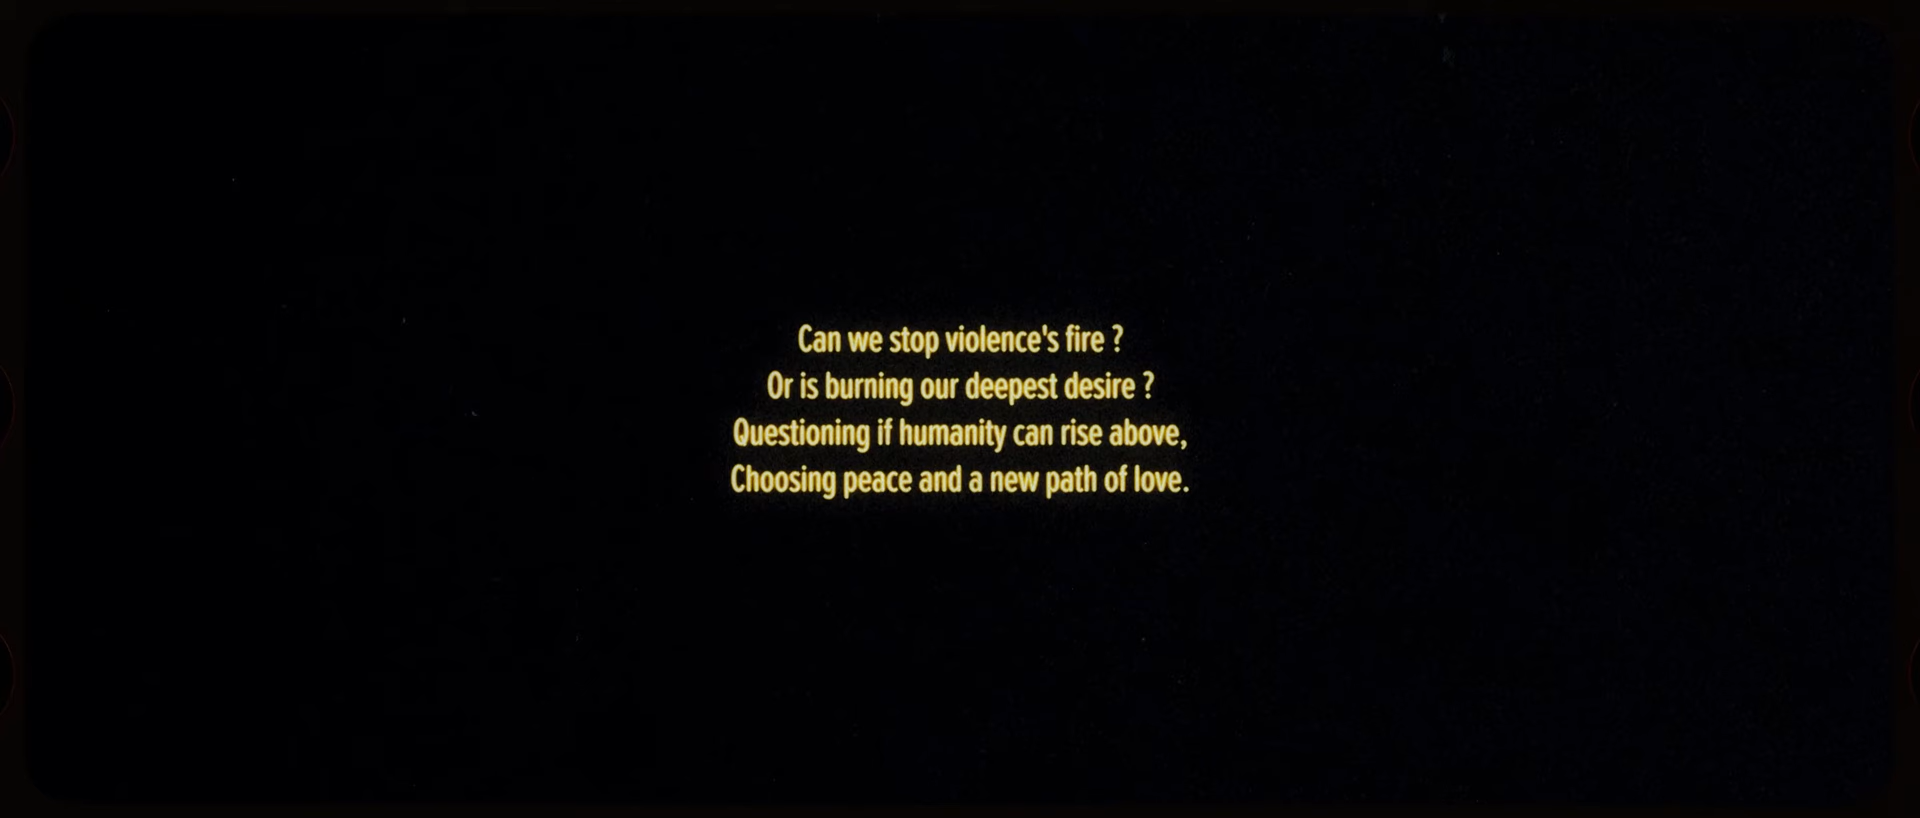 Can we stop violence's fire ?
Or is burning our deepest desire ?
Questioning if humanity can rise above,
Choosing peace and a new path of love.